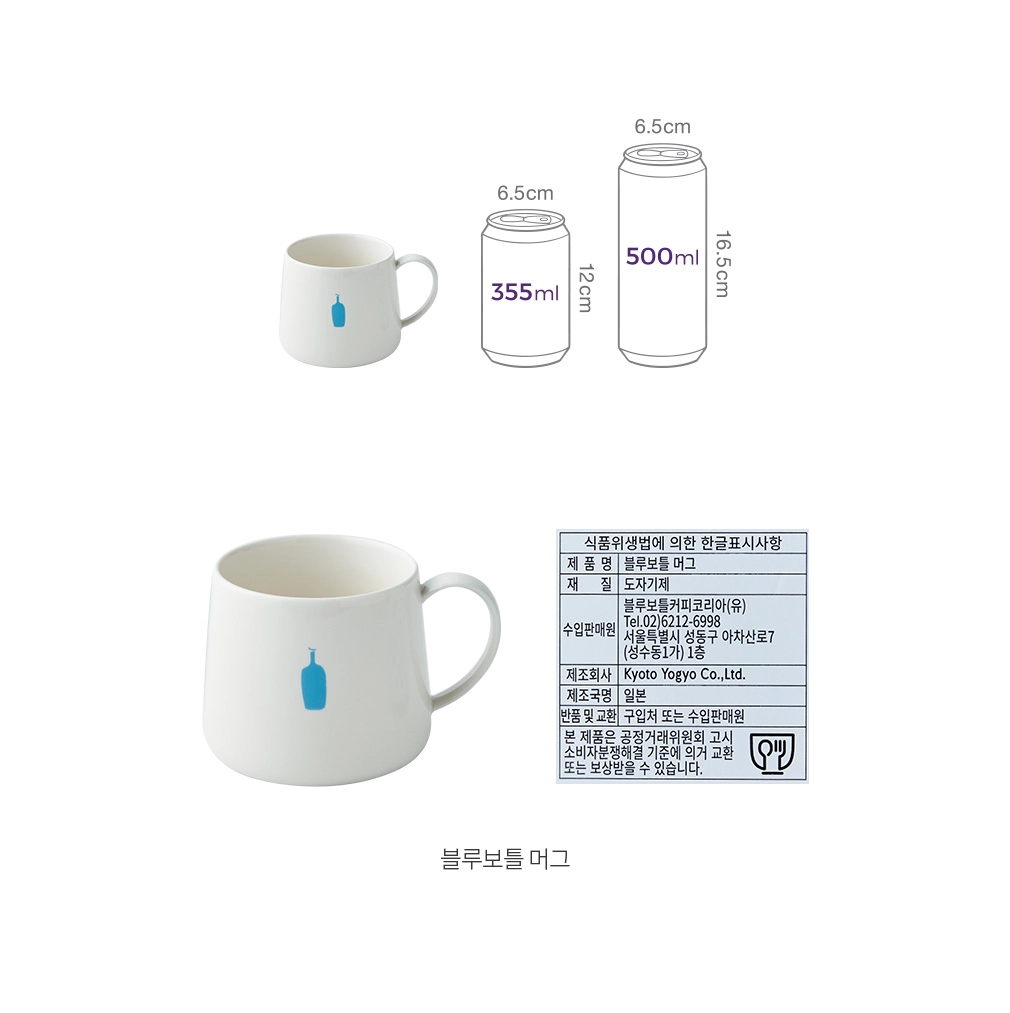 6.5cm
6.5cm
500ml
16.5cm
355ml
12cm
식품위생법에 의한 한글표시사항
제 품 명 블루보틀 머그
재 질 도자기제
수입판매원 블루보틀커피코리아(유)
Tel.02)6212-6998
서울특별시 성동구 아차산로7
(성수동1가) 1층
제조회사 Kyoto Yogyo Co.,Ltd.
제조국명 일본
반품 및 교환 구입처 또는 수입판매원
본 제품은 공정거래위원회 고시
소비자분쟁해결 기준에 의거 교환
또는 보상받을 수 있습니다.
블루보틀 머그